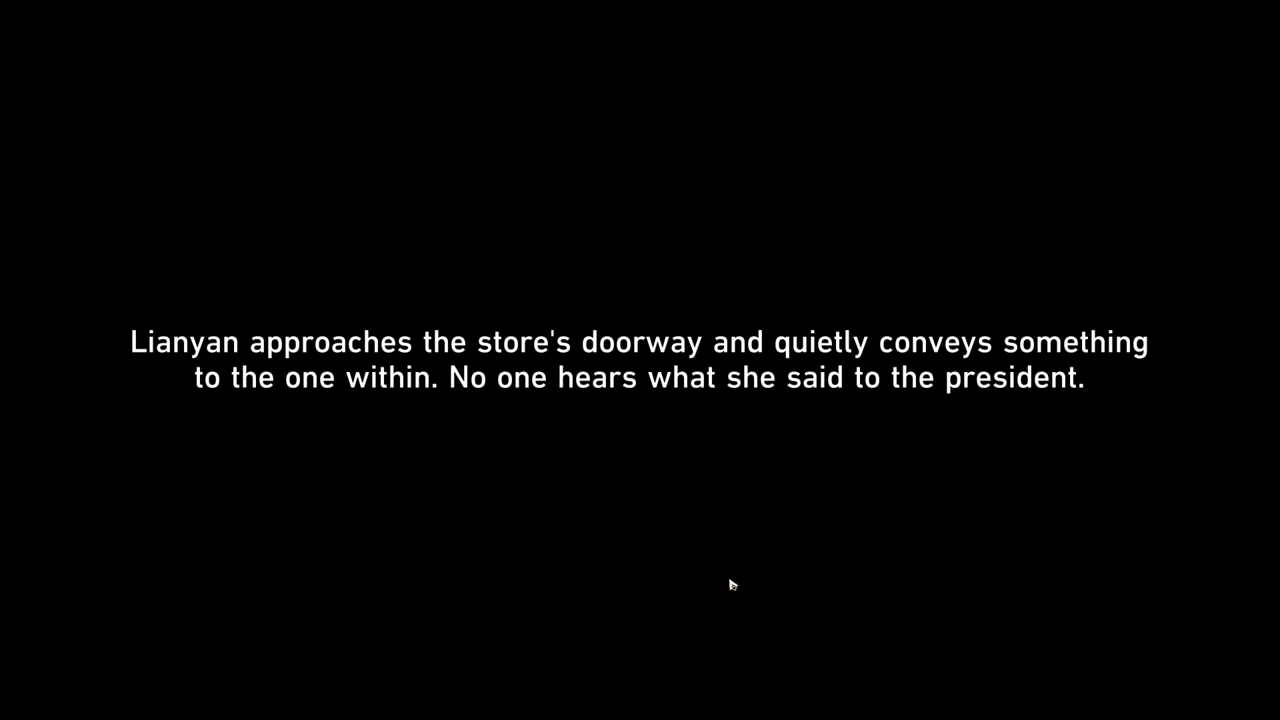 Lianyan approaches the store's doorway and quietly conveys something
to the one within. No one hears what she said to the president.